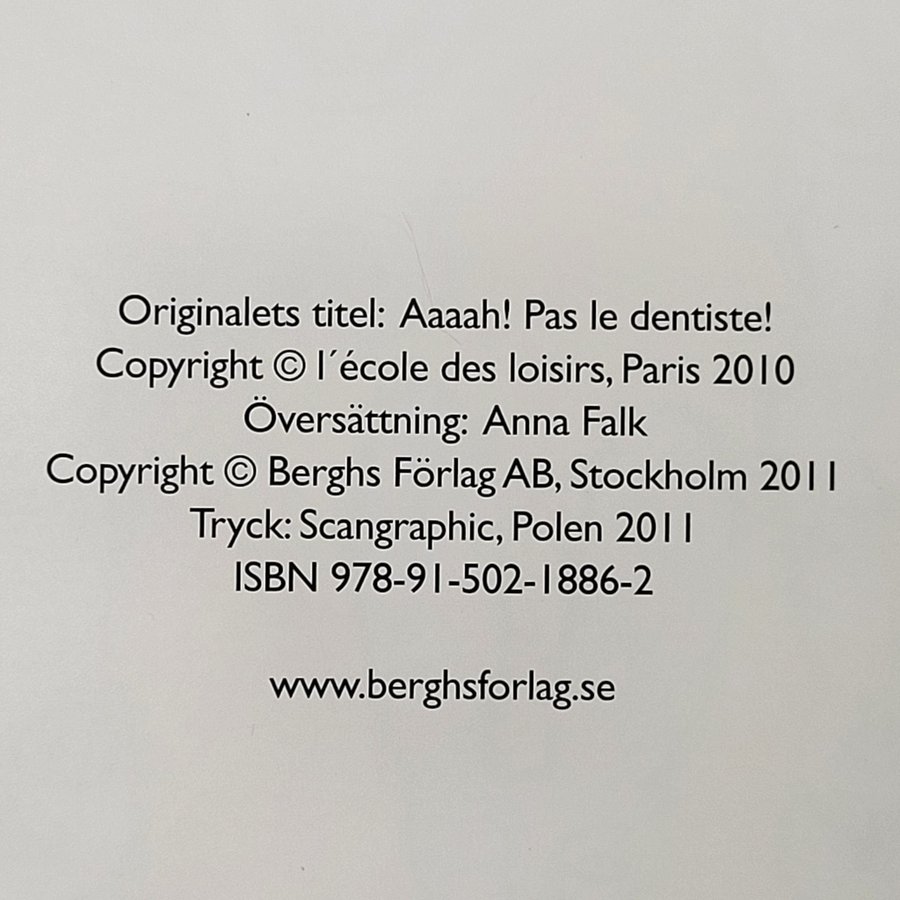 Originalets titel: Aaaah! Pas le dentiste!
Copyright © l´école des loisirs, Paris 2010
Översättning: Anna Falk
Copyright © Berghs Förlag AB, Stockholm 2011
Tryck: Scangraphic, Polen 2011
ISBN 978-91-502-1886-2
www.berghsforlag.se